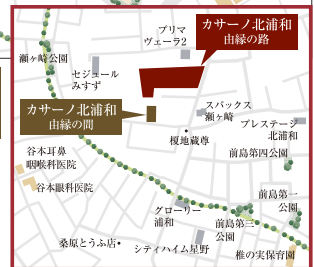 プリマ
ヴェーラ2
カサーノ北浦和
由縁の路
瀬ヶ崎公園
セジュール
みすず
カサーノ北浦和
由縁の間
スパックス
瀬ヶ崎
プレステージ
北浦和
榎地蔵尊
谷本耳鼻
咽喉科医院
前島第四公園
谷本眼科医院
前島第一
公園
グローリー
浦和
前島第三
公園
桑原とうふ店
シティハイム星野
椎の実保育園